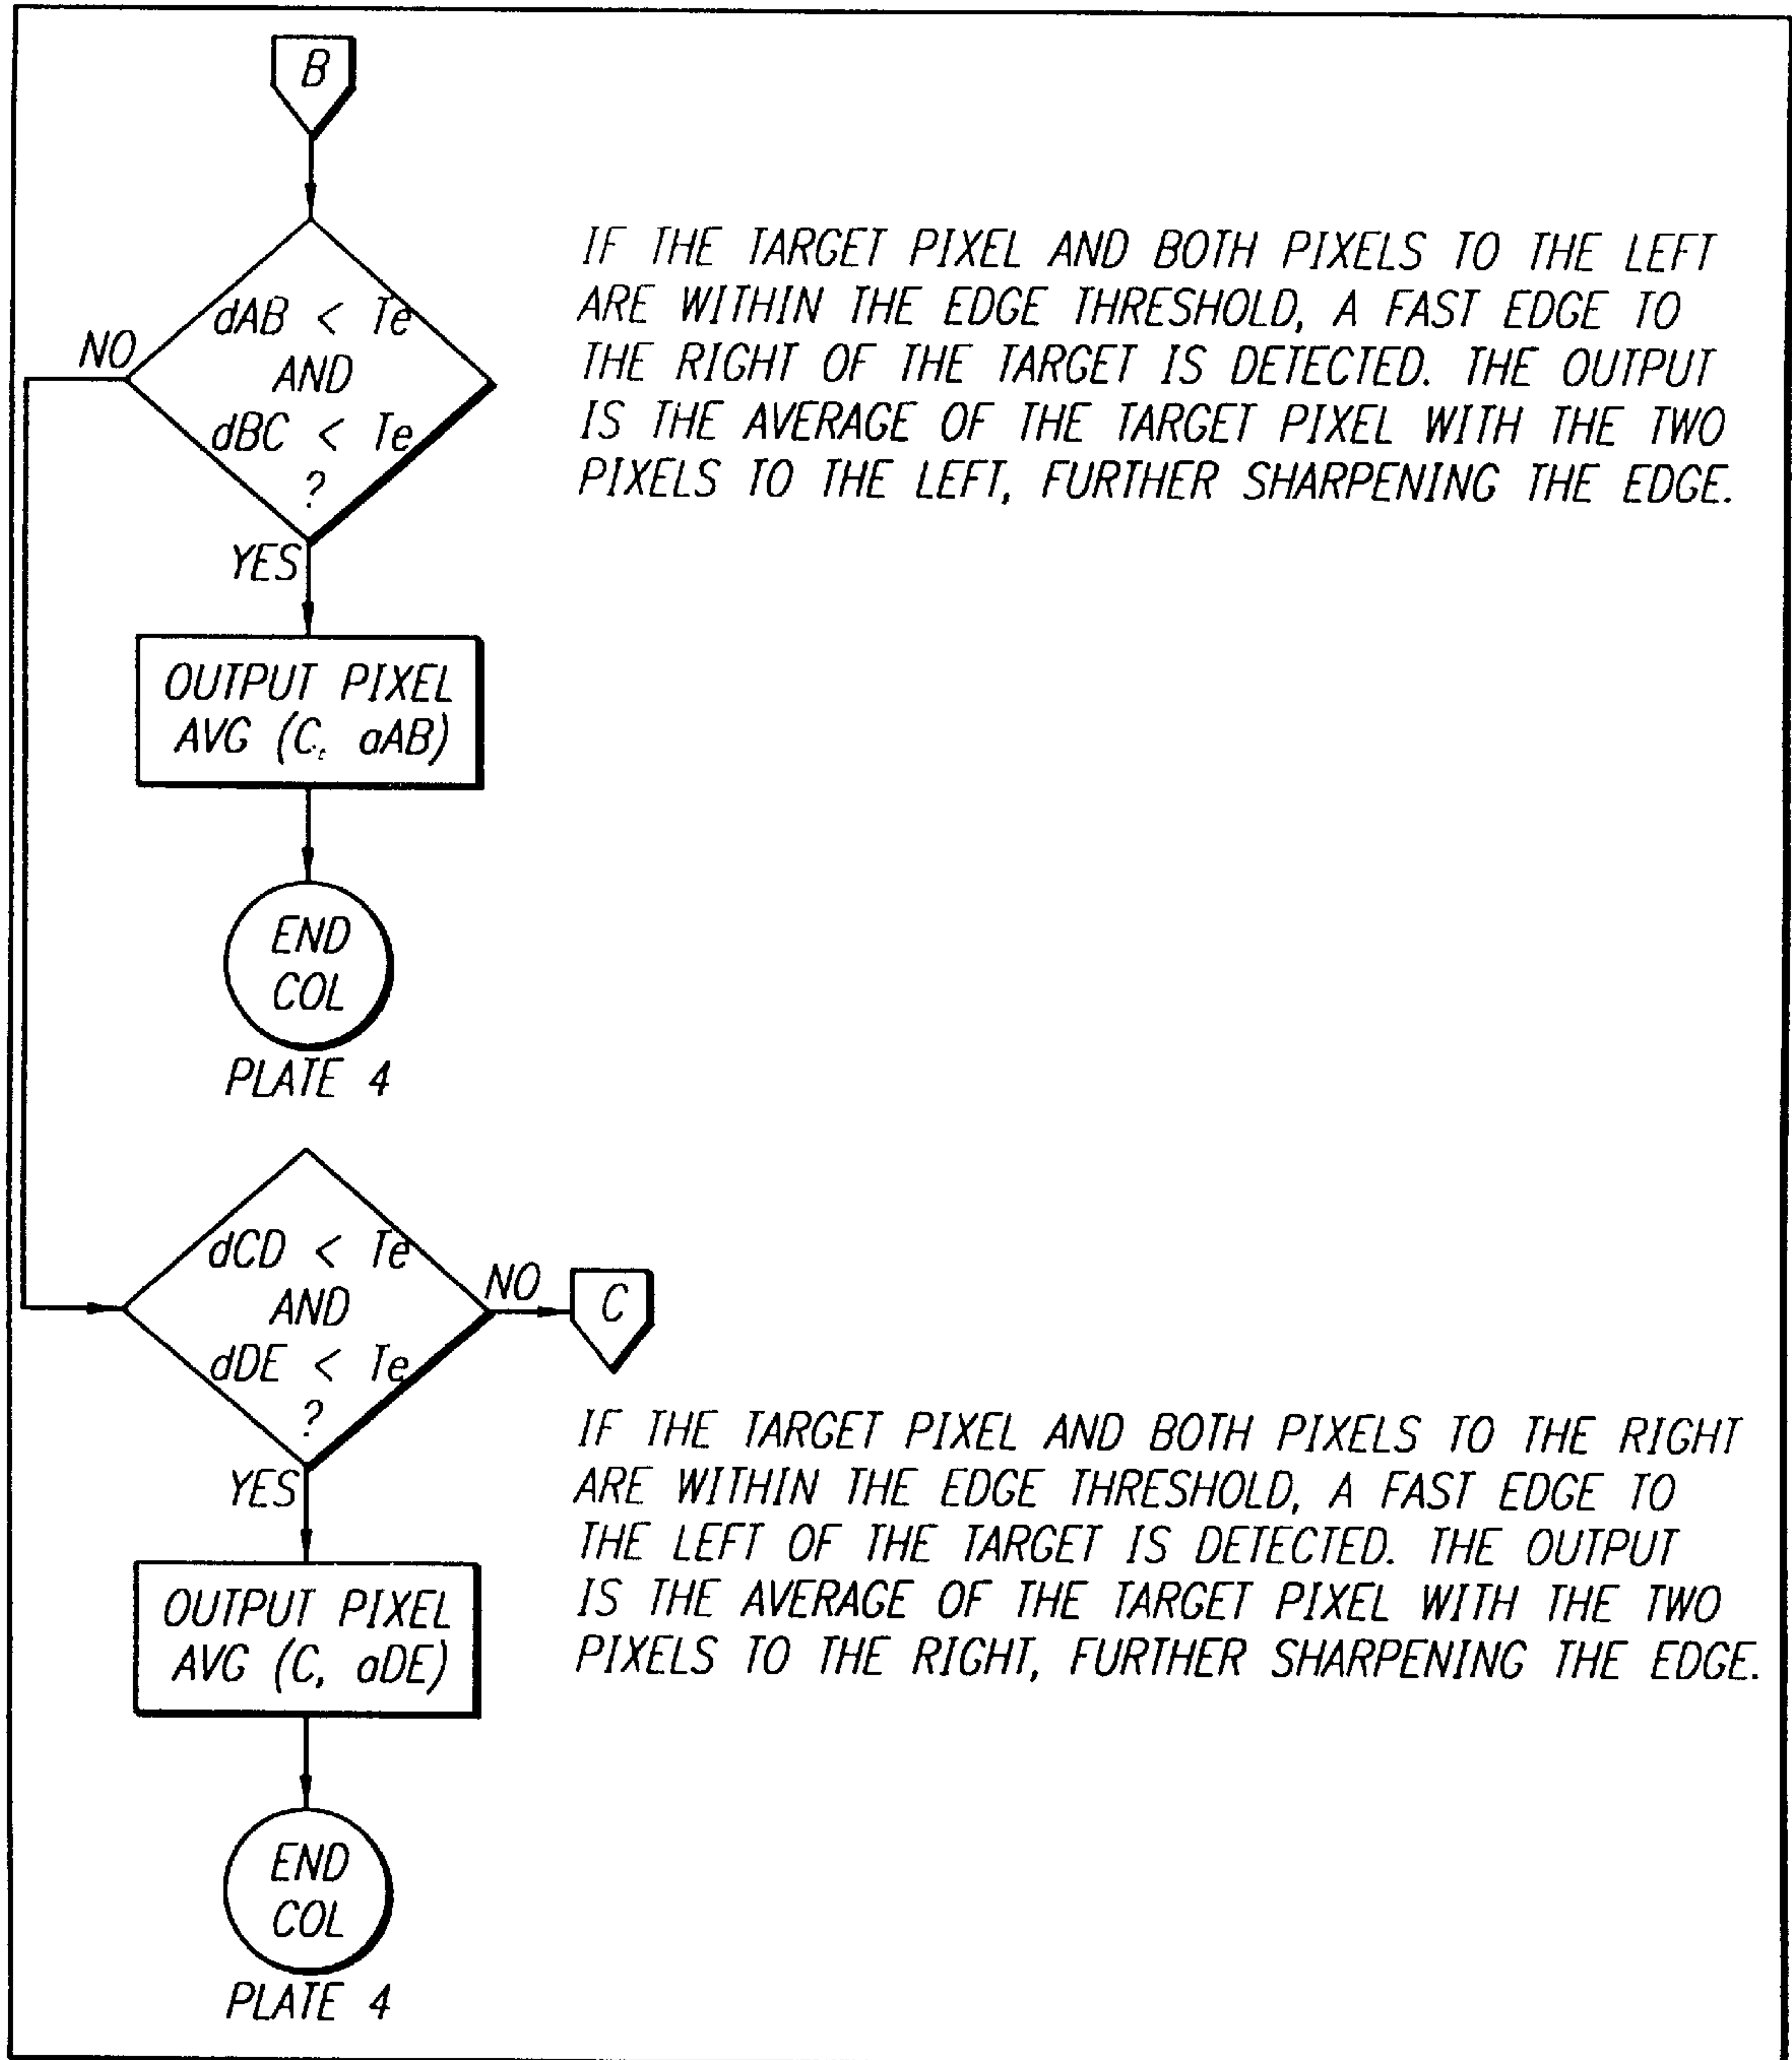 B
dAB < Te
AND
dBC < Te
?
NO
YES
IF THE TARGET PIXEL AND BOTH PIXELS TO THE LEFT
ARE WITHIN THE EDGE THRESHOLD, A FAST EDGE TO
THE RIGHT OF THE TARGET IS DETECTED. THE OUTPUT
IS THE AVERAGE OF THE TARGET PIXEL WITH THE TWO
PIXELS TO THE LEFT, FURTHER SHARPENING THE EDGE.
OUTPUT PIXEL
AVG (C, aAB)
END
COL
PLATE 4
dCD < Te
AND
dDE < Te
?
NO
C
YES
IF THE TARGET PIXEL AND BOTH PIXELS TO THE RIGHT
ARE WITHIN THE EDGE THRESHOLD, A FAST EDGE TO
THE LEFT OF THE TARGET IS DETECTED. THE OUTPUT
IS THE AVERAGE OF THE TARGET PIXEL WITH THE TWO
PIXELS TO THE RIGHT, FURTHER SHARPENING THE EDGE.
OUTPUT PIXEL
AVG (C, aDE)
END
COL
PLATE 4